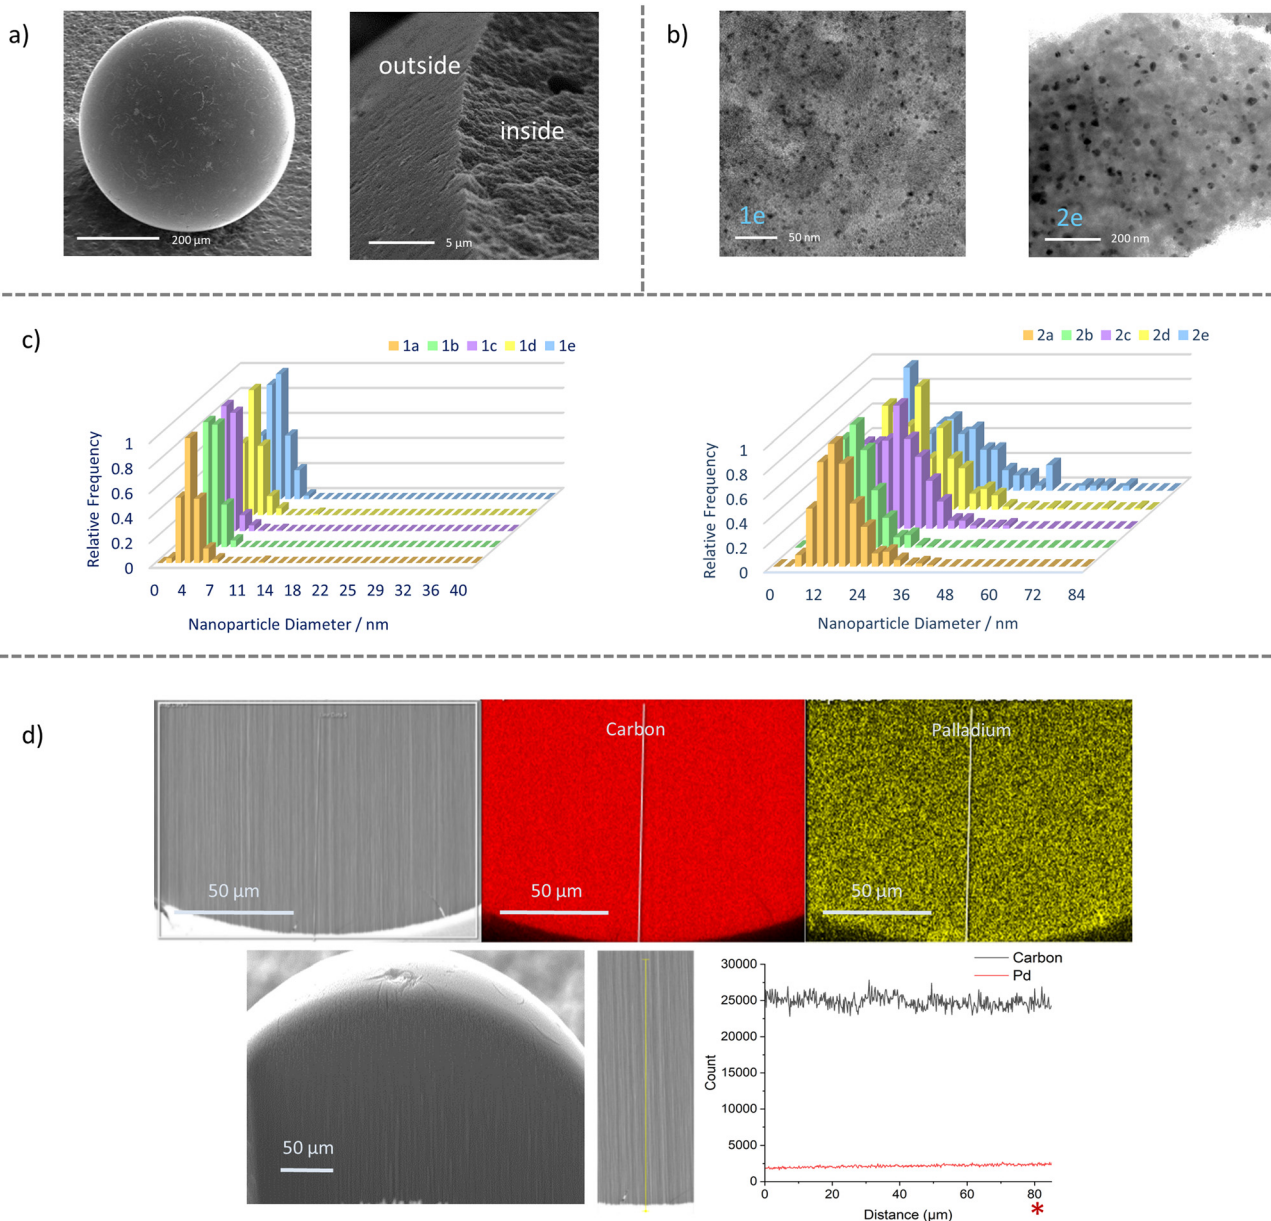 a)
outside
inside
200 µm
5 µm
b)
1e
50 nm
2e
200 nm
c)
1a 1b 1c 1d 1e
Relative Frequency
1
0.8
0.6
0.4
0.2
0
0 4 7 11 14 18 22 25 29 32 36 40
Nanoparticle Diameter / nm
2a 2b 2c 2d 2e
Relative Frequency
1
0.8
0.6
0.4
0.2
0
0 12 24 36 48 60 72 84
Nanoparticle Diameter / nm
d)
50 µm
Carbon
50 µm
Palladium
50 µm
50 µm
Carbon
Pd
30000
25000
20000
15000
10000
5000
0
Count
0 20 40 60 80
Distance (µm)
*